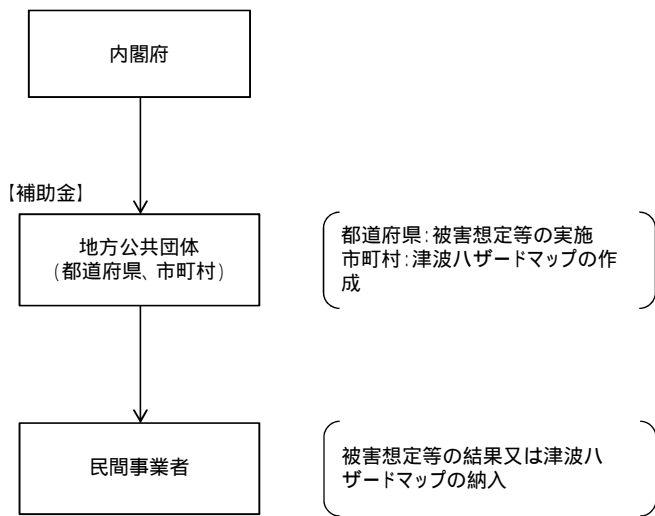 内閣府
【補助金】
地方公共団体
(都道府県、市町村)
都道府県:被害想定等の実施
市町村:津波ハザードマップの作
成
民間事業者
被害想定等の結果又は津波ハ
ザードマップの納入